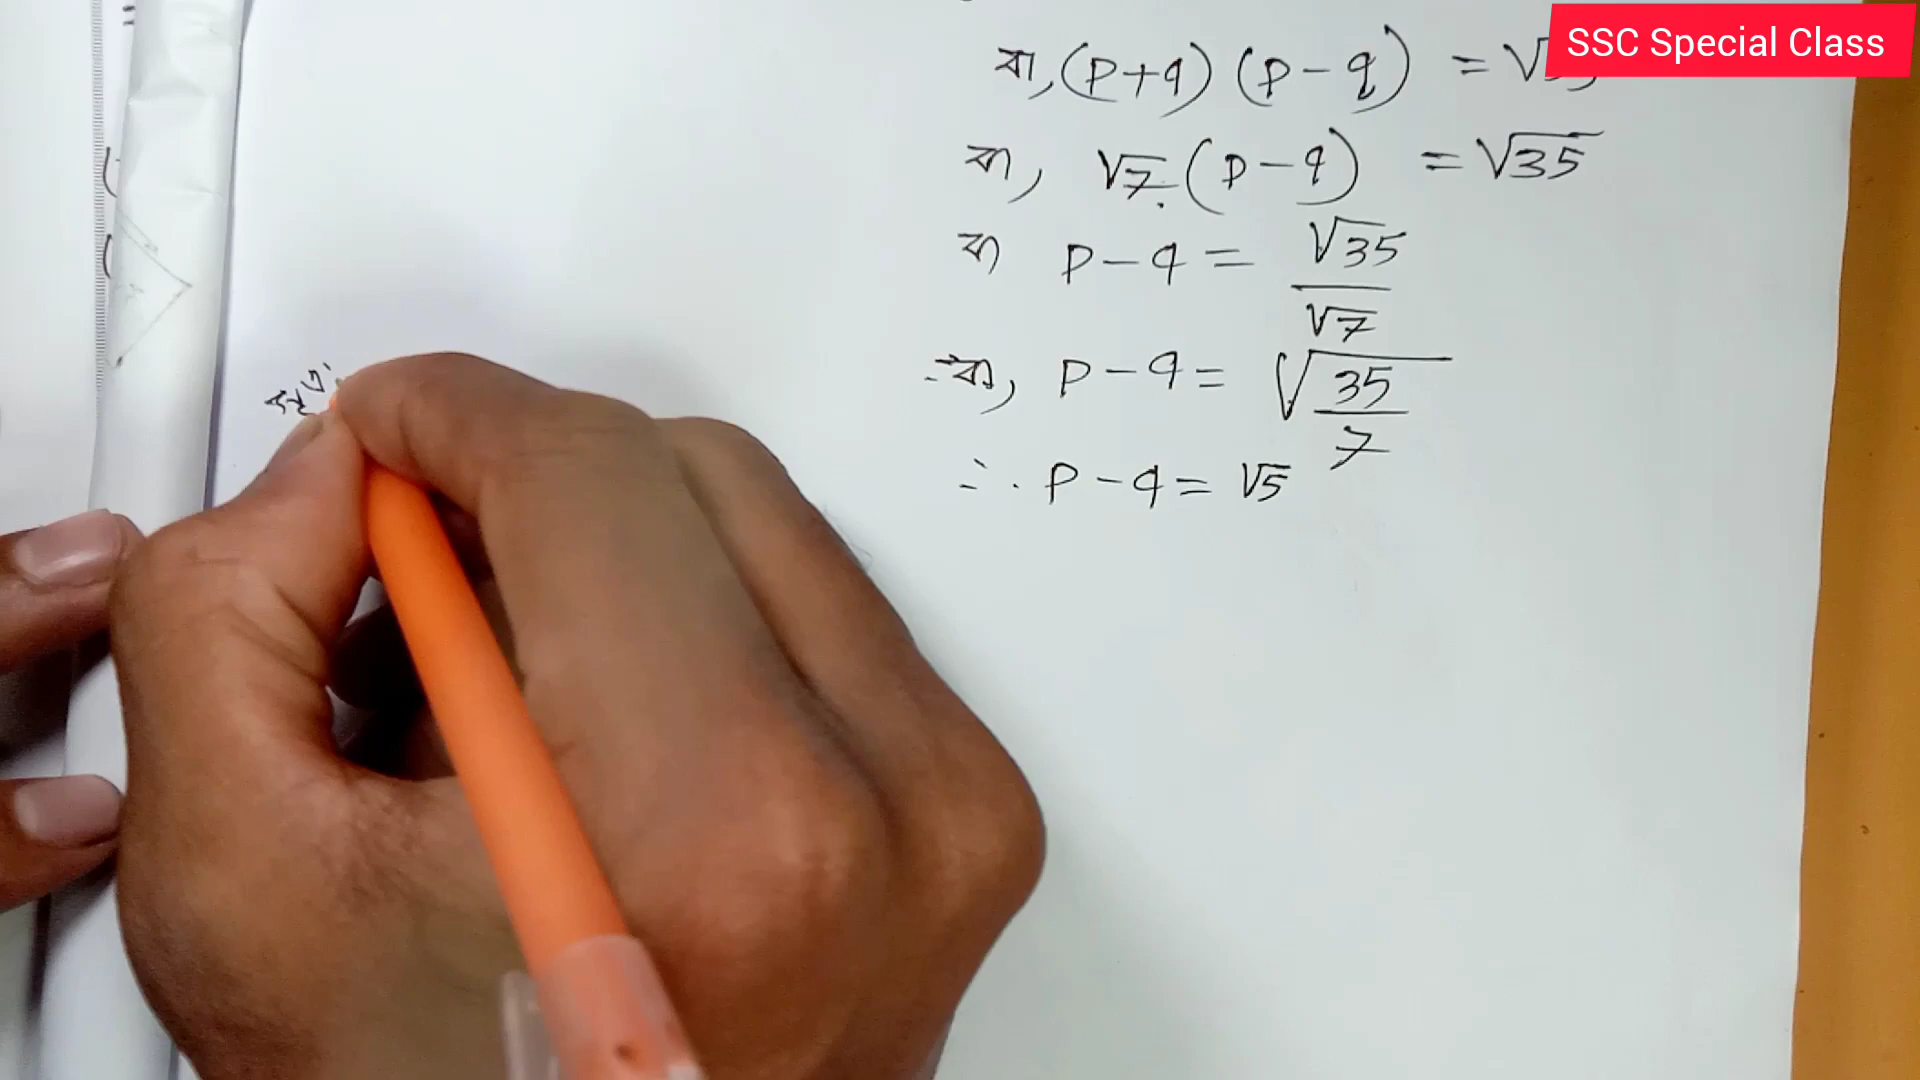 SSC Special Class
বা, (p+q) (p-q) = √
বা, √7 (p-q) = √35
বা p-q = √35/√7
বা, p-q = √(35/7)
∴ p-q = √5